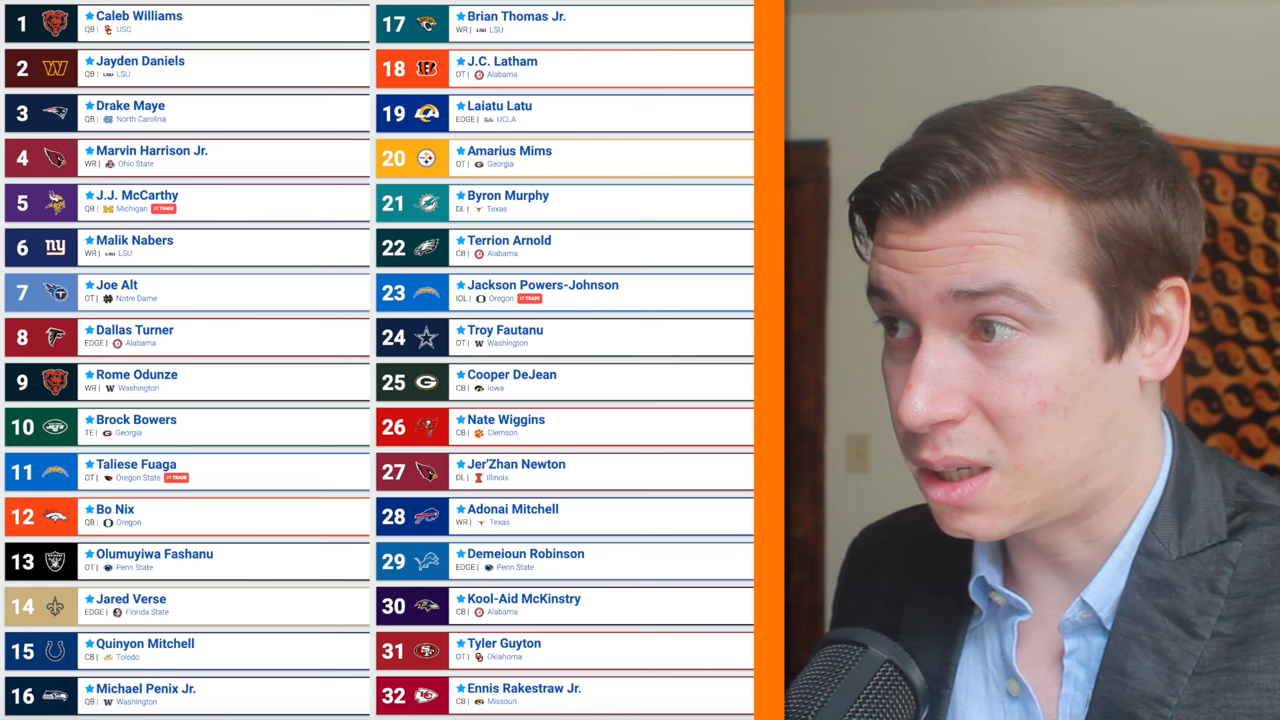 1
Caleb Williams
QB | USC
2
Jayden Daniels
QB | LSU LSU
3
Drake Maye
QB | North Carolina
4
Marvin Harrison Jr.
WR | Ohio State
5
J.J. McCarthy
QB | Michigan TRADE
6
ny
Malik Nabers
WR | LSU LSU
7
Joe Alt
OT | Notre Dame
8
Dallas Turner
EDGE | Alabama
9
Rome Odunze
WR | W Washington
10
Brock Bowers
TE | G Georgia
11
Taliese Fuaga
OT | Oregon State TRADE
12
Bo Nix
QB | O Oregon
13
Olumuyiwa Fashanu
OT | Penn State
14
Jared Verse
EDGE | Florida State
15
Quinyon Mitchell
CB | Toledo
16
Michael Penix Jr.
QB | W Washington
17
Brian Thomas Jr.
WR | LSU LSU
18
J.C. Latham
OT | Alabama
19
Laiatu Latu
EDGE | UCLA
20
Amarius Mims
OT | G Georgia
21
Byron Murphy
DL | Texas
22
Terrion Arnold
CB | Alabama
23
Jackson Powers-Johnson
IOL | O Oregon TRADE
24
Troy Fautanu
OT | W Washington
25
G
Cooper DeJean
CB | Iowa
26
Nate Wiggins
CB | Clemson
27
Jer'Zhan Newton
DL | I Illinois
28
Adonai Mitchell
WR | Texas
29
Demeioun Robinson
EDGE | Penn State
30
Kool-Aid McKinstry
CB | Alabama
31
Tyler Guyton
OT | Oklahoma
32
Ennis Rakestraw Jr.
CB | Missouri